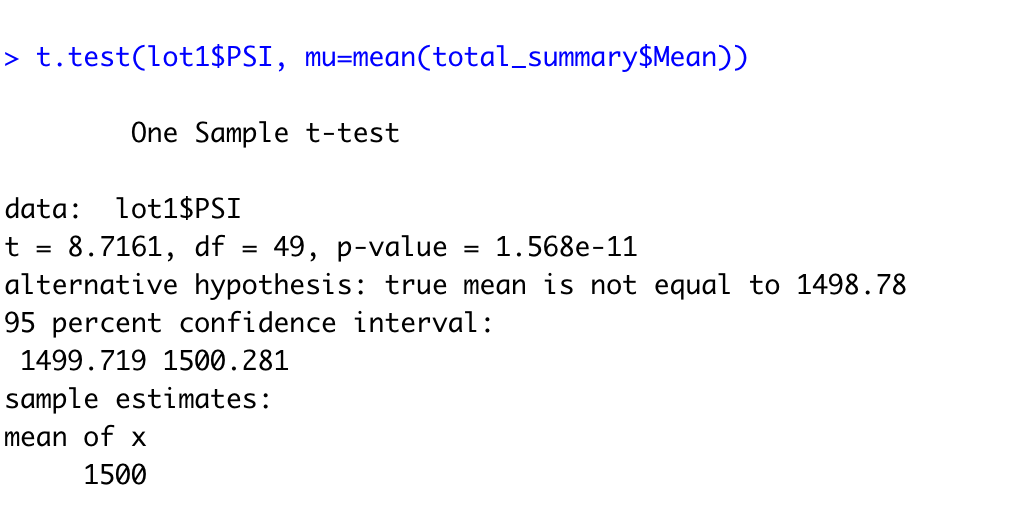 > t.test(lot1$PSI, mu=mean(total_summary$Mean))
One Sample t-test
data:  lot1$PSI
t = 8.7161, df = 49, p-value = 1.568e-11
alternative hypothesis: true mean is not equal to 1498.78
95 percent confidence interval:
 1499.719 1500.281
sample estimates:
mean of x
     1500